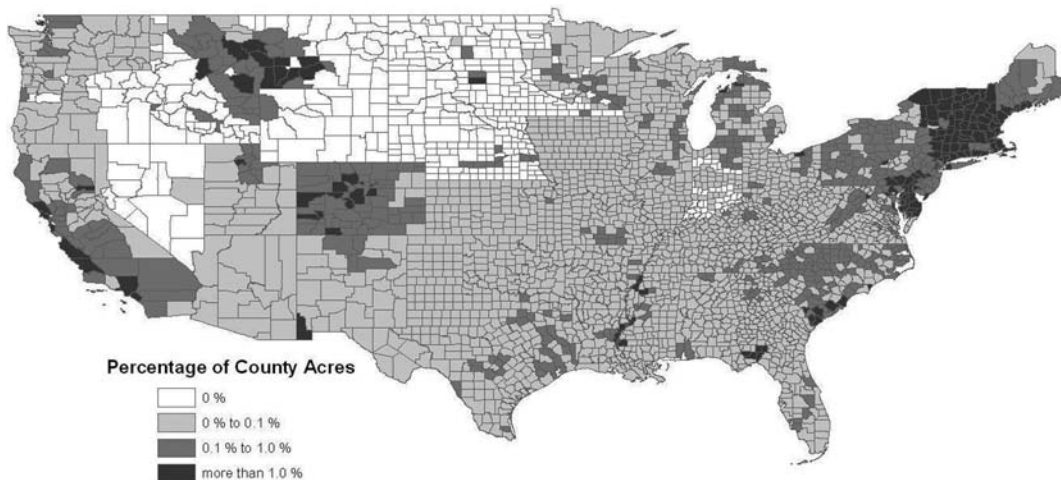 Percentage of County Acres
0 %
0 % to 0.1 %
0.1 % to 1.0 %
more than 1.0 %